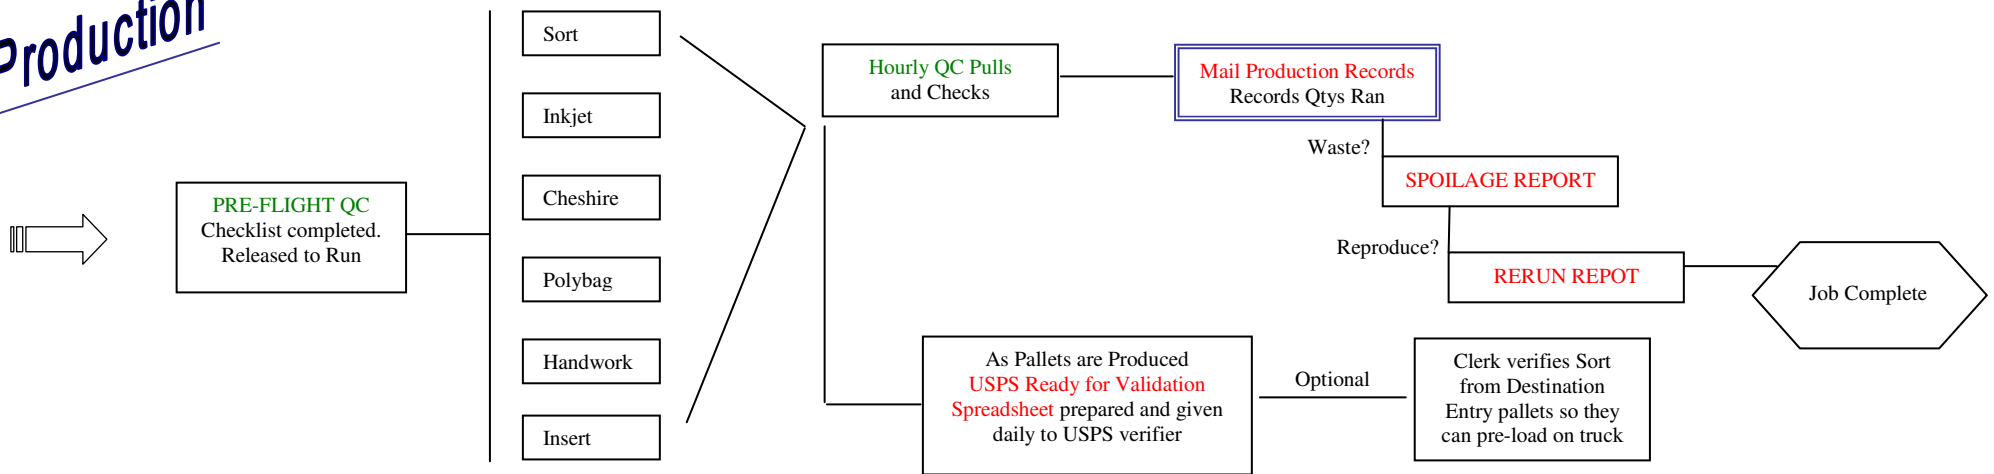 Production
PRE-FLIGHT QC
Checklist completed.
Released to Run
Sort
Inkjet
Cheshire
Polybag
Handwork
Insert
Hourly QC Pulls
and Checks
Mail Production Records
Records Qtys Ran
Waste?
SPOILAGE REPORT
Reproduce?
RERUN REPOT
Job Complete
As Pallets are Produced
USPS Ready for Validation
Spreadsheet prepared and given
daily to USPS verifier
Optional
Clerk verifies Sort
from Destination
Entry pallets so they
can pre-load on truck